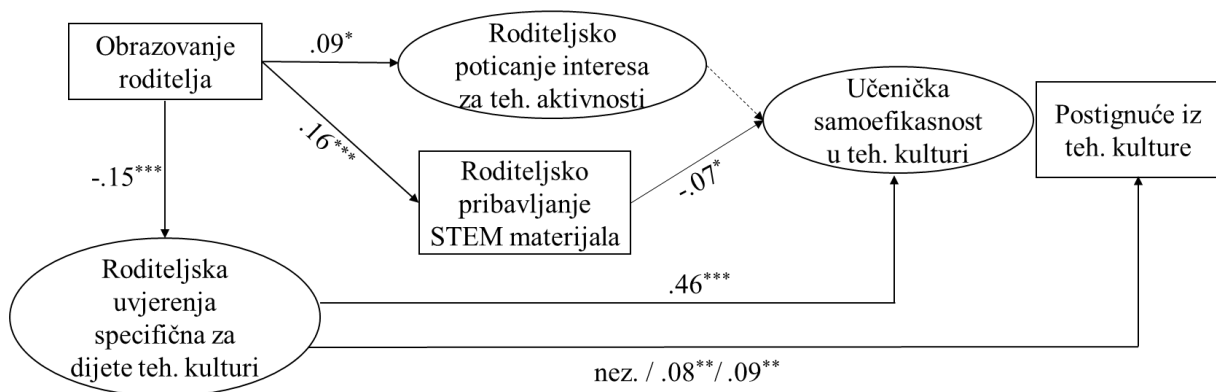 Obrazovanje
roditelja
.09*
Roditeljsko
poticanje interesa
za teh. aktivnosti
Učenička
samoefikasnost
u teh. kulturi
Postignuće iz
teh. kulture
.16***
-.15***
Roditeljsko
pribavljanje
STEM materijala
-.07*
Roditeljska
uvjerenja
specifična za
dijete teh. kulturi
.46***
nez. / .08**/ .09**